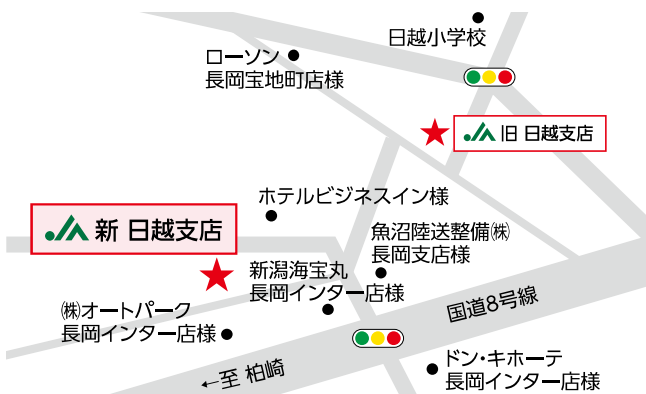 日越小学校
ローソン
長岡宝地町店様
JA 旧 日越支店
ホテルビジネスイン様
JA 新 日越支店
魚沼陸送整備㈱
長岡支店様
新潟海宝丸
長岡インター店様
国道8号線
㈱オートパーク
長岡インター店様
ドン・キホーテ
長岡インター店様
←至 柏崎